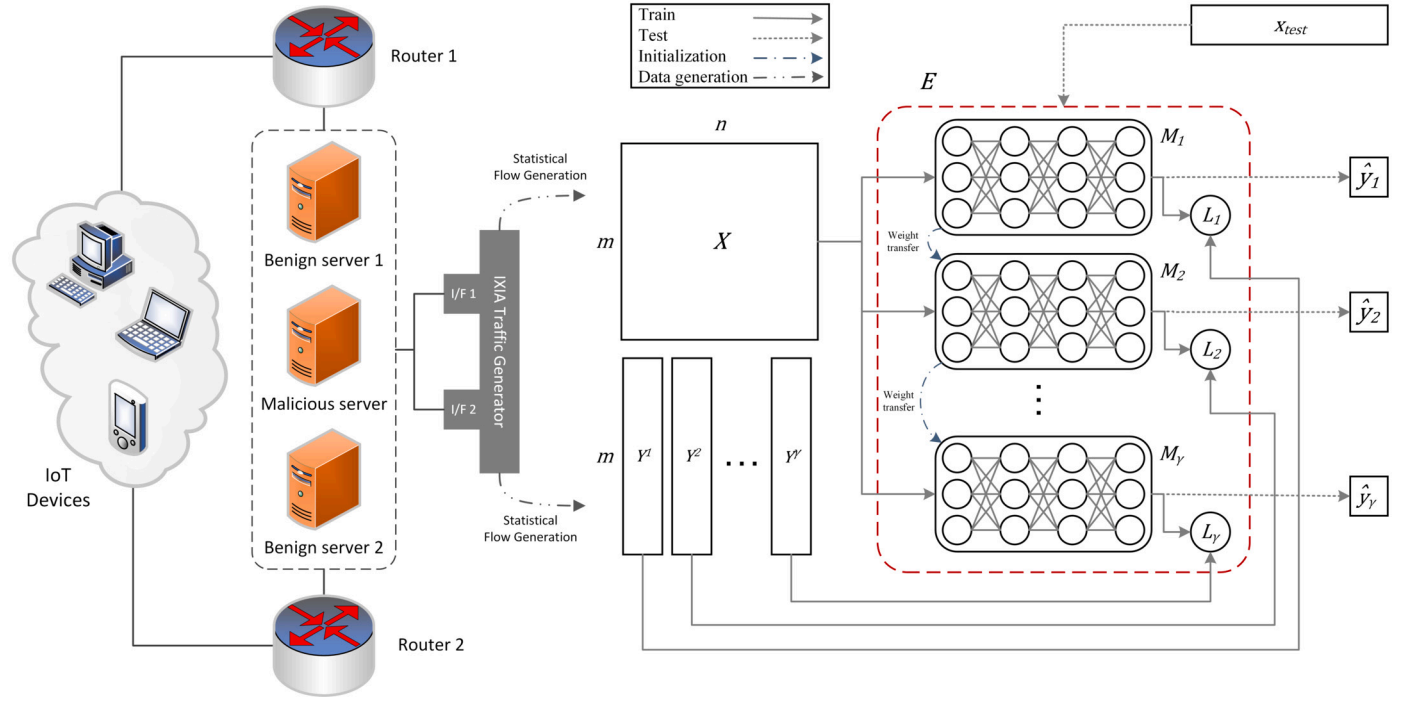 Router 1
Benign server 1
Malicious server
Benign server 2
IoT
Devices
Router 2
I/F 1
I/F 2
IXIA Traffic Generator
Statistical
Flow Generation
Statistical
Flow Generation
Train
Test
Initialization
Data generation
n
m
X
m
Y¹
Y²
...
Yᵞ
E
x_test
M₁
L₁
ŷ₁
Weight
transfer
M₂
L₂
ŷ₂
Weight
transfer
⋮
Mᵧ
Lᵧ
ŷᵧ